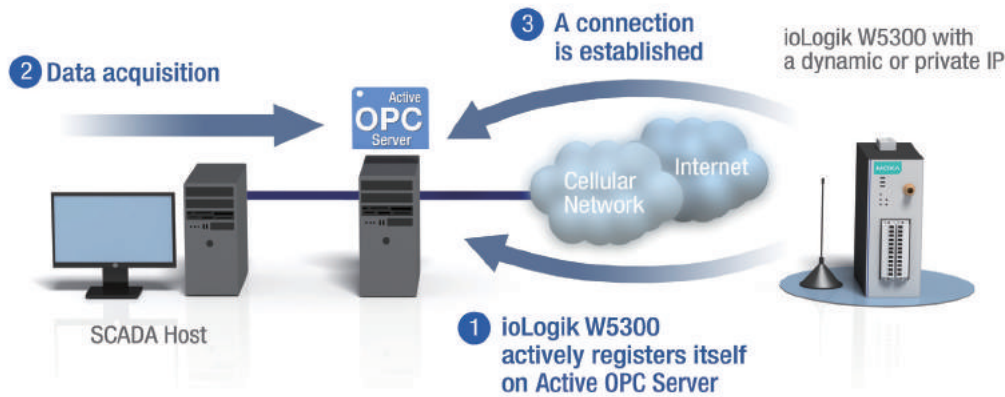 3 A connection
is established
ioLogik W5300 with
a dynamic or private IP
2 Data acquisition
Active
OPC
Server
MOXA
Internet
Cellular
Network
SCADA Host
1 ioLogik W5300
actively registers itself
on Active OPC Server